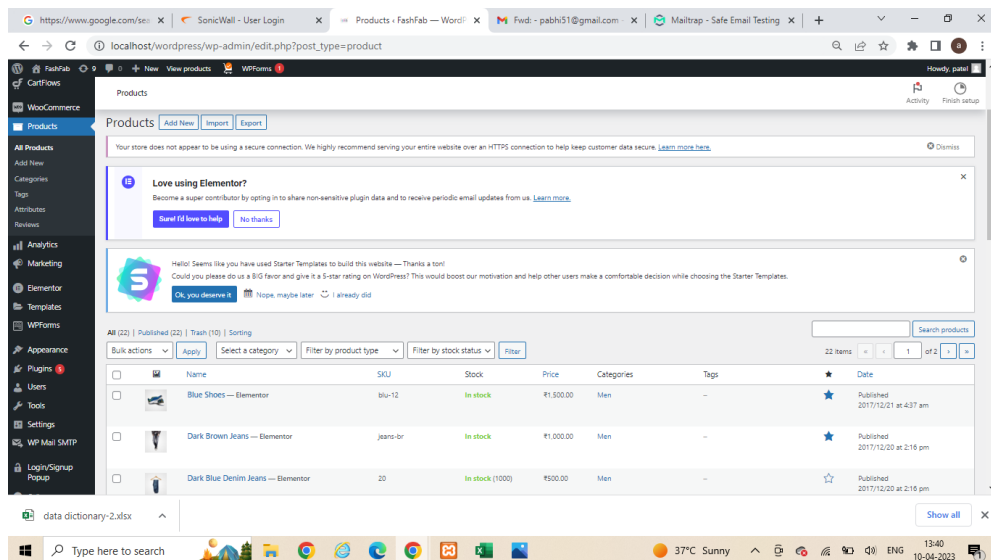 https://www.google.com/sea
SonicWall - User Login
Products ‹ FashFab — WordP
Fwd: - pabhi51@gmail.com -
Mailtrap - Safe Email Testing
localhost/wordpress/wp-admin/edit.php?post_type=product
a
FashFab 9 0 + New View products WPForms 1
Howdy, patel
CartFlows
WooCommerce
Products
All Products
Add New
Categories
Tags
Attributes
Reviews
Analytics
Marketing
Elementor
Templates
WPForms
Appearance
Plugins 5
Users
Tools
Settings
WP Mail SMTP
Login/Signup
Popup
Products
Activity
Finish setup
Products Add New Import Export
Your store does not appear to be using a secure connection. We highly recommend serving your entire website over an HTTPS connection to help keep customer data secure. Learn more here.
Dismiss
Love using Elementor?
Become a super contributor by opting in to share non-sensitive plugin data and to receive periodic email updates from us. Learn more.
Sure! I'd love to help
No thanks
Hello! Seems like you have used Starter Templates to build this website — Thanks a ton!
Could you please do us a BIG favor and give it a 5-star rating on WordPress? This would boost our motivation and help other users make a comfortable decision while choosing the Starter Templates.
Ok, you deserve it
Nope, maybe later
I already did
All (22) | Published (22) | Trash (10) | Sorting
Search products
Bulk actions Apply Select a category Filter by product type Filter by stock status Filter
22 items « ‹ 1 of 2 › »
Name SKU Stock Price Categories Tags Date
Blue Shoes — Elementor blu-12 In stock ₹1,500.00 Men – Published
2017/12/21 at 4:37 am
Dark Brown Jeans — Elementor jeans-br In stock ₹1,000.00 Men – Published
2017/12/20 at 2:16 pm
Dark Blue Denim Jeans — Elementor 20 In stock (1000) ₹500.00 Men – Published
2017/12/20 at 2:16 pm
data dictionary-2.xlsx
Show all
Type here to search
37°C Sunny
ENG
13:40
10-04-2023